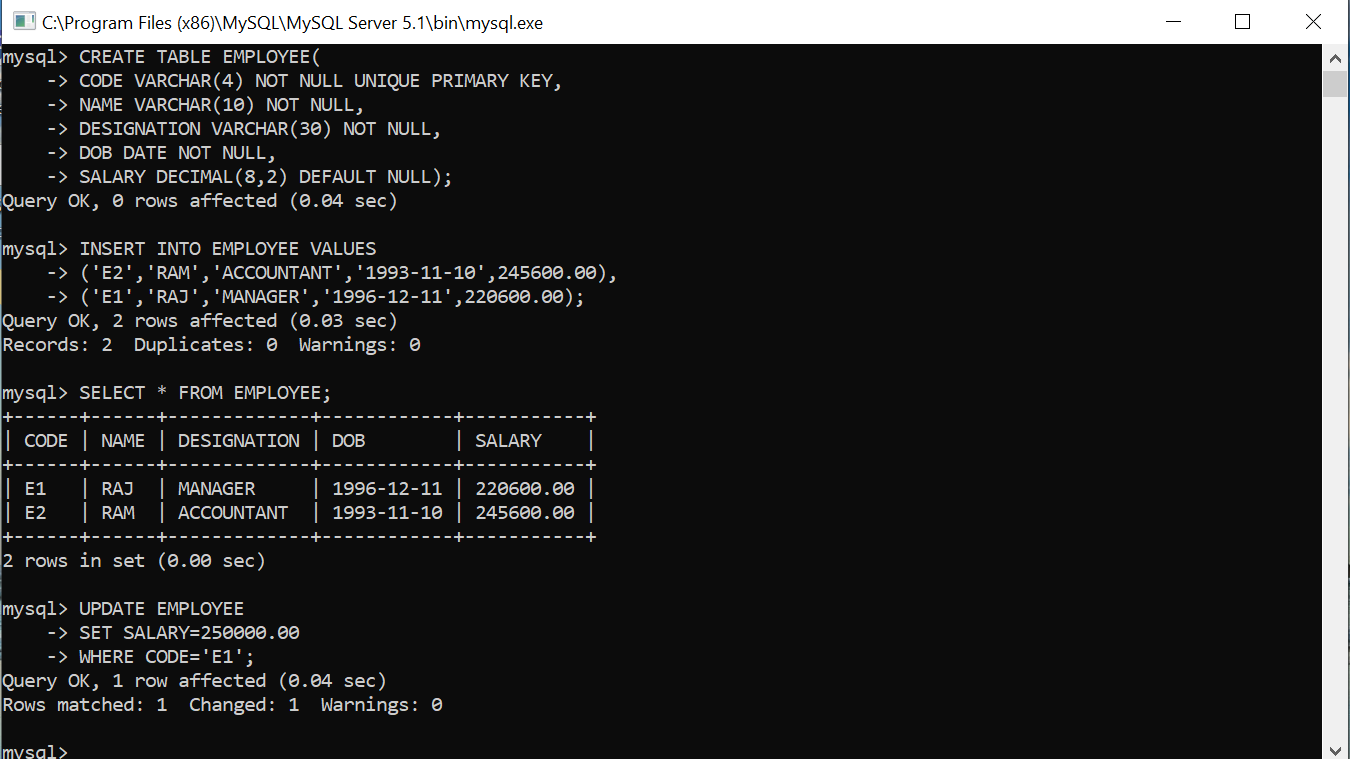 C:\Program Files (x86)\MySQL\MySQL Server 5.1\bin\mysql.exe
mysql> CREATE TABLE EMPLOYEE(
    -> CODE VARCHAR(4) NOT NULL UNIQUE PRIMARY KEY,
    -> NAME VARCHAR(10) NOT NULL,
    -> DESIGNATION VARCHAR(30) NOT NULL,
    -> DOB DATE NOT NULL,
    -> SALARY DECIMAL(8,2) DEFAULT NULL);
Query OK, 0 rows affected (0.04 sec)

mysql> INSERT INTO EMPLOYEE VALUES
    -> ('E2','RAM','ACCOUNTANT','1993-11-10',245600.00),
    -> ('E1','RAJ','MANAGER','1996-12-11',220600.00);
Query OK, 2 rows affected (0.03 sec)
Records: 2  Duplicates: 0  Warnings: 0

mysql> SELECT * FROM EMPLOYEE;
+------+------+-------------+------------+-----------+
| CODE | NAME | DESIGNATION | DOB        | SALARY    |
+------+------+-------------+------------+-----------+
| E1   | RAJ  | MANAGER     | 1996-12-11 | 220600.00 |
| E2   | RAM  | ACCOUNTANT  | 1993-11-10 | 245600.00 |
+------+------+-------------+------------+-----------+
2 rows in set (0.00 sec)

mysql> UPDATE EMPLOYEE
    -> SET SALARY=250000.00
    -> WHERE CODE='E1';
Query OK, 1 row affected (0.04 sec)
Rows matched: 1  Changed: 1  Warnings: 0

mysql>